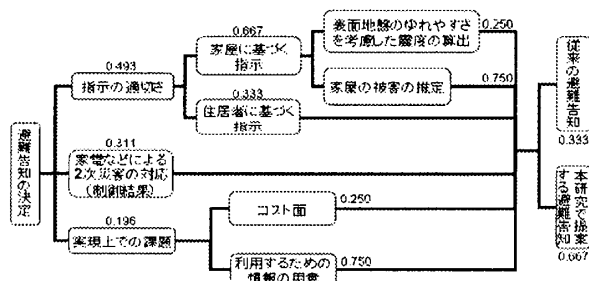 避難告知の決定
0.493
指示の適切さ
0.311
家電などによる
2次災害の対応
(制御結果)
0.196
実現上での課題
0.667
家屋に基づく
指示
0.333
住居者に基づく
指示
表面地盤のゆれやすさ
を考慮した震度の算出
0.250
家屋の被害の推定
0.750
コスト面
0.250
利用するための
情報の用意
0.750
従来の避難告知
0.333
本研究で提案
する避難告知
0.667